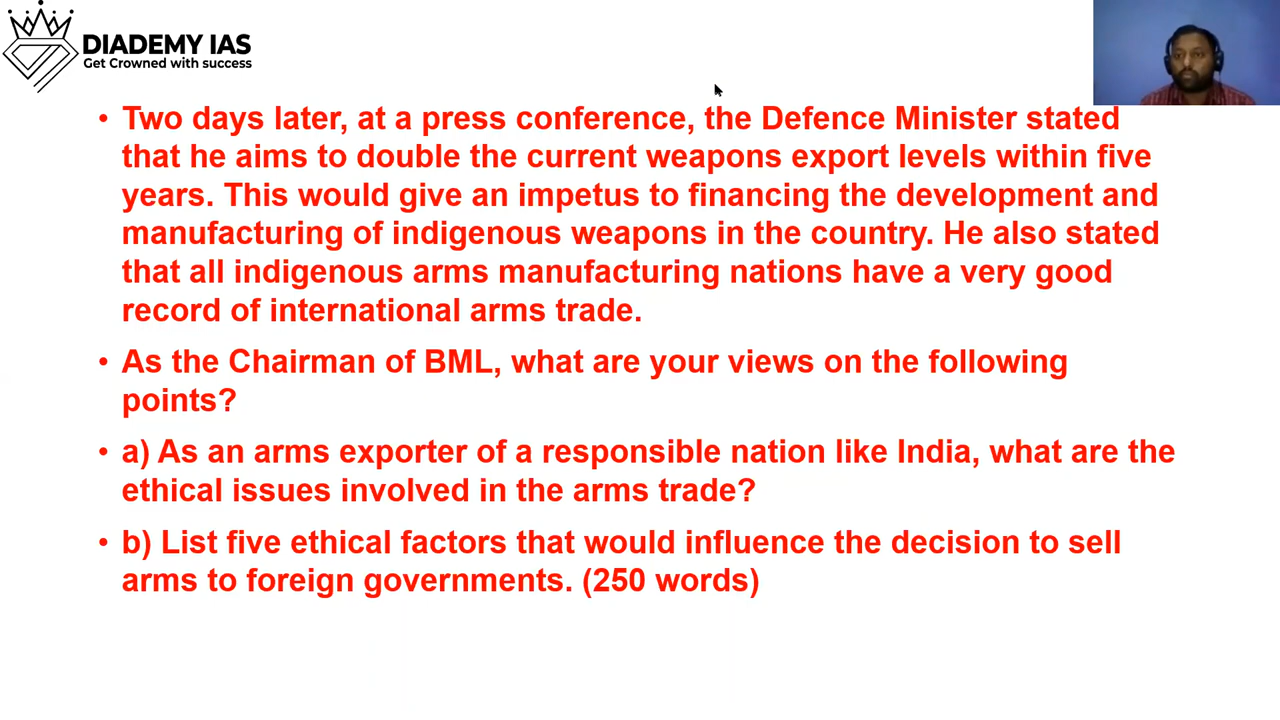 DIADEMY IAS
Get Crowned with success
• Two days later, at a press conference, the Defence Minister stated
that he aims to double the current weapons export levels within five
years. This would give an impetus to financing the development and
manufacturing of indigenous weapons in the country. He also stated
that all indigenous arms manufacturing nations have a very good
record of international arms trade.
• As the Chairman of BML, what are your views on the following
points?
• a) As an arms exporter of a responsible nation like India, what are the
ethical issues involved in the arms trade?
• b) List five ethical factors that would influence the decision to sell
arms to foreign governments. (250 words)